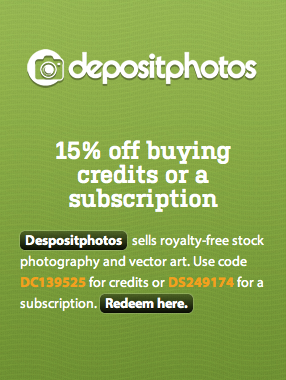 depositphotos
15% off buying
credits or a
subscription
Despositphotos sells royalty-free stock
photography and vector art. Use code
DC139525 for credits or DS249174 for a
subscription. Redeem here.